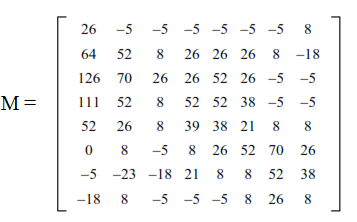 26 -5 -5 -5 -5 -5 -5 8
64 52 8 26 26 26 8 -18
126 70 26 26 52 26 -5 -5
M = 111 52 8 52 52 38 -5 -5
52 26 8 39 38 21 8 8
0 8 -5 8 26 52 70 26
-5 -23 -18 21 8 8 52 38
-18 8 -5 -5 -5 8 26 8